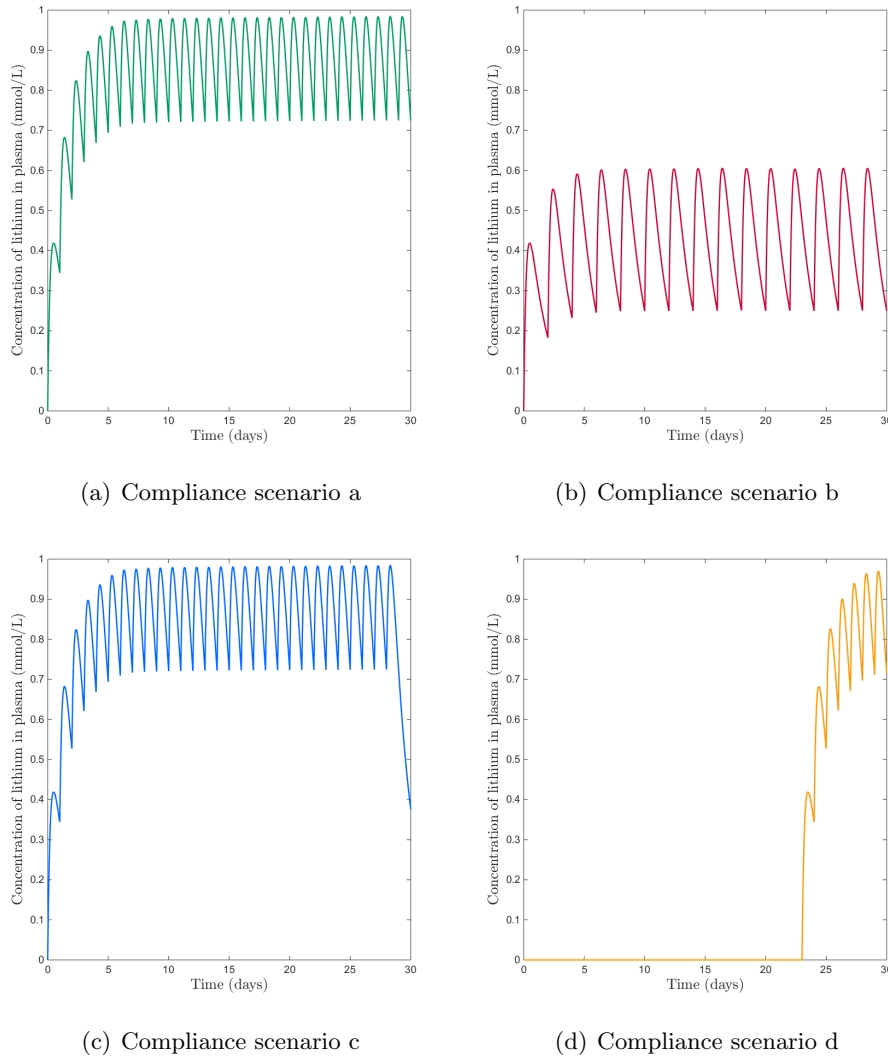 Concentration of lithium in plasma (mmol/L)
1
0.9
0.8
0.7
0.6
0.5
0.4
0.3
0.2
0.1
0
0 5 10 15 20 25 30
Time (days)
(a) Compliance scenario a
Concentration of lithium in plasma (mmol/L)
1
0.9
0.8
0.7
0.6
0.5
0.4
0.3
0.2
0.1
0
0 5 10 15 20 25 30
Time (days)
(b) Compliance scenario b
Concentration of lithium in plasma (mmol/L)
1
0.9
0.8
0.7
0.6
0.5
0.4
0.3
0.2
0.1
0
0 5 10 15 20 25 30
Time (days)
(c) Compliance scenario c
Concentration of lithium in plasma (mmol/L)
1
0.9
0.8
0.7
0.6
0.5
0.4
0.3
0.2
0.1
0
0 5 10 15 20 25 30
Time (days)
(d) Compliance scenario d